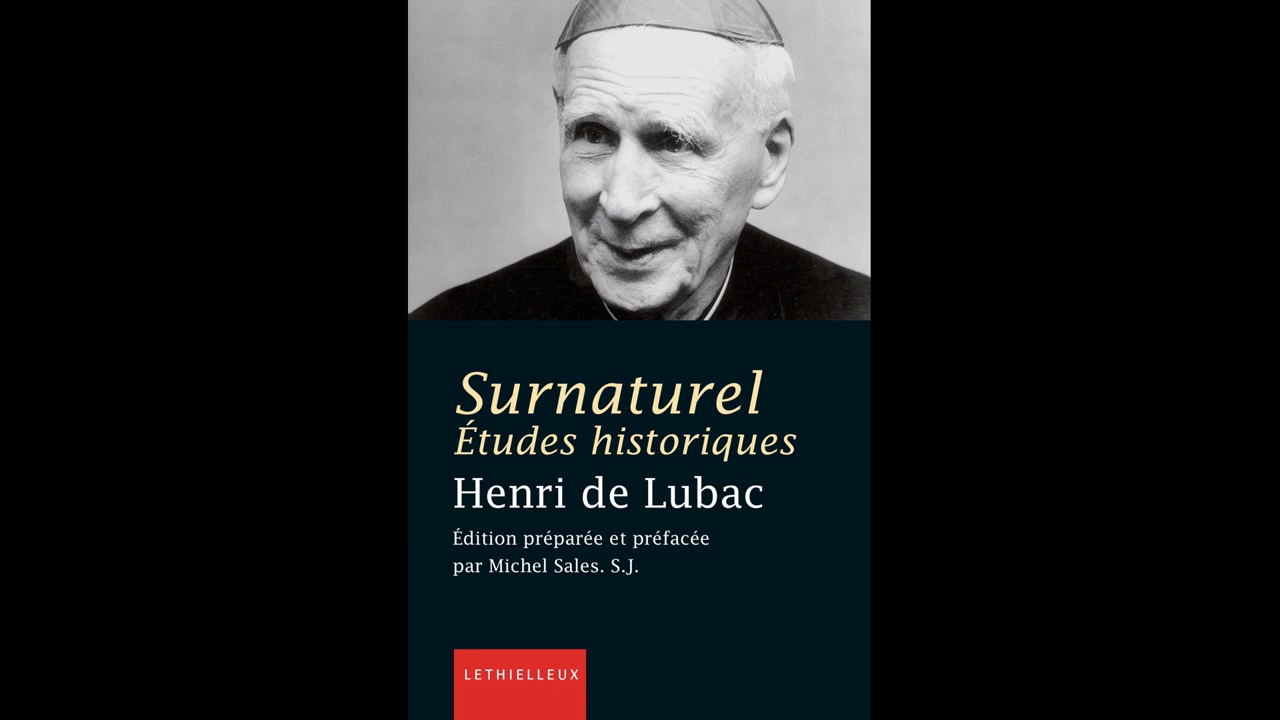 Surnaturel
Études historiques
Henri de Lubac
Édition préparée et préfacée
par Michel Sales. S.J.
LETHIELLEUX